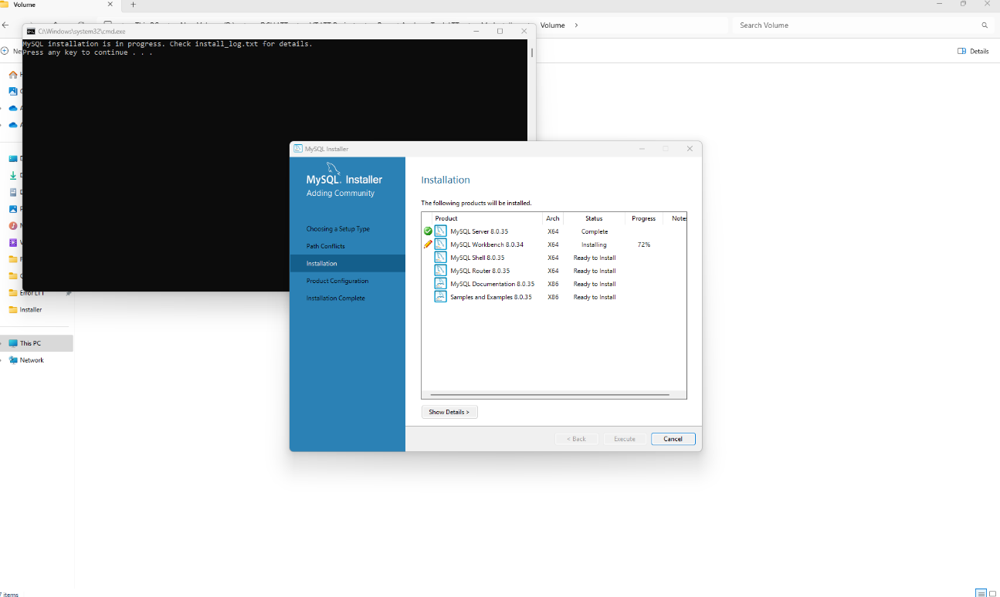 Volume
Volume
Search Volume
Details
C:\Windows\system32\cmd.exe
MySQL installation is in progress. Check install_log.txt for details.
Press any key to continue . . .
Error LTT
Installer
This PC
Network
7 items
MySQL Installer
MySQL. Installer
Adding Community
Choosing a Setup Type
Path Conflicts
Installation
Product Configuration
Installation Complete
Installation
The following products will be installed.
Product Arch Status Progress Notes
MySQL Server 8.0.35 X64 Complete
MySQL Workbench 8.0.34 X64 Installing 72%
MySQL Shell 8.0.35 X64 Ready to Install
MySQL Router 8.0.35 X64 Ready to Install
MySQL Documentation 8.0.35 X86 Ready to Install
Samples and Examples 8.0.35 X86 Ready to Install
Show Details >
< Back Execute Cancel